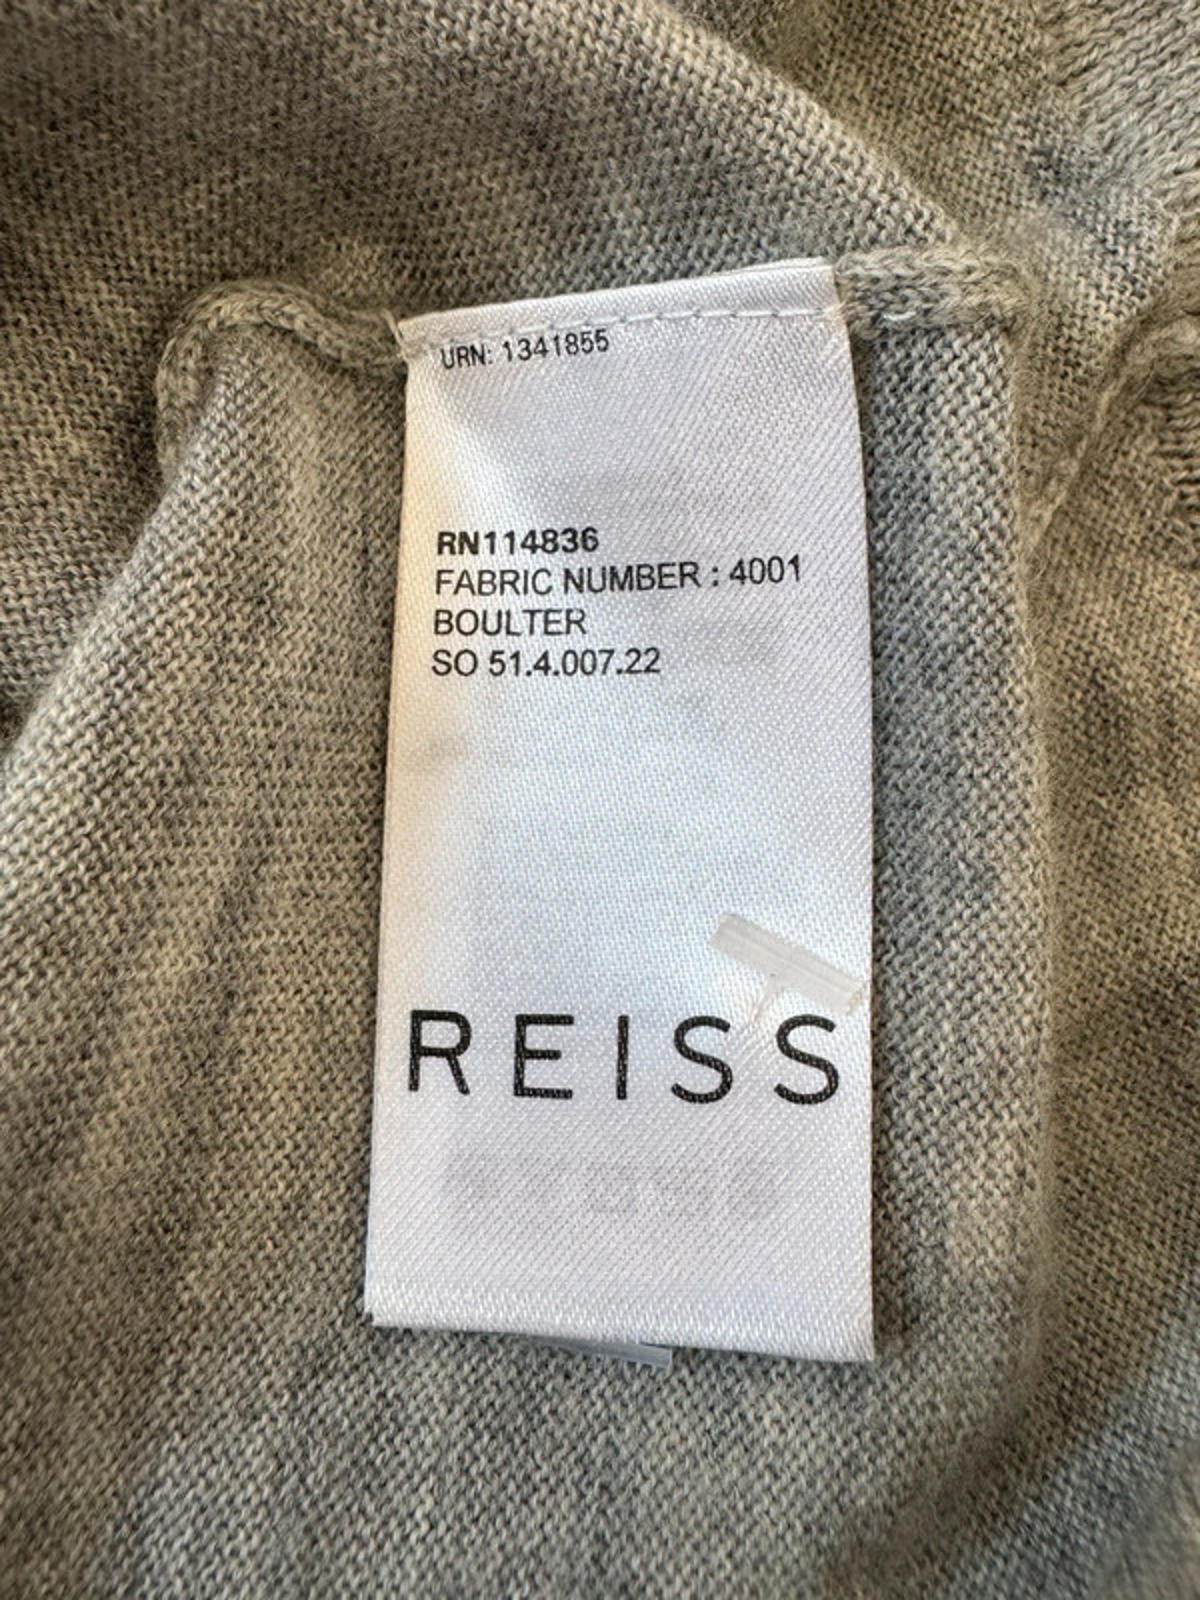 URN: 1341855
RN114836
FABRIC NUMBER : 4001
BOULTER
SO 51.4.007.22
REISS